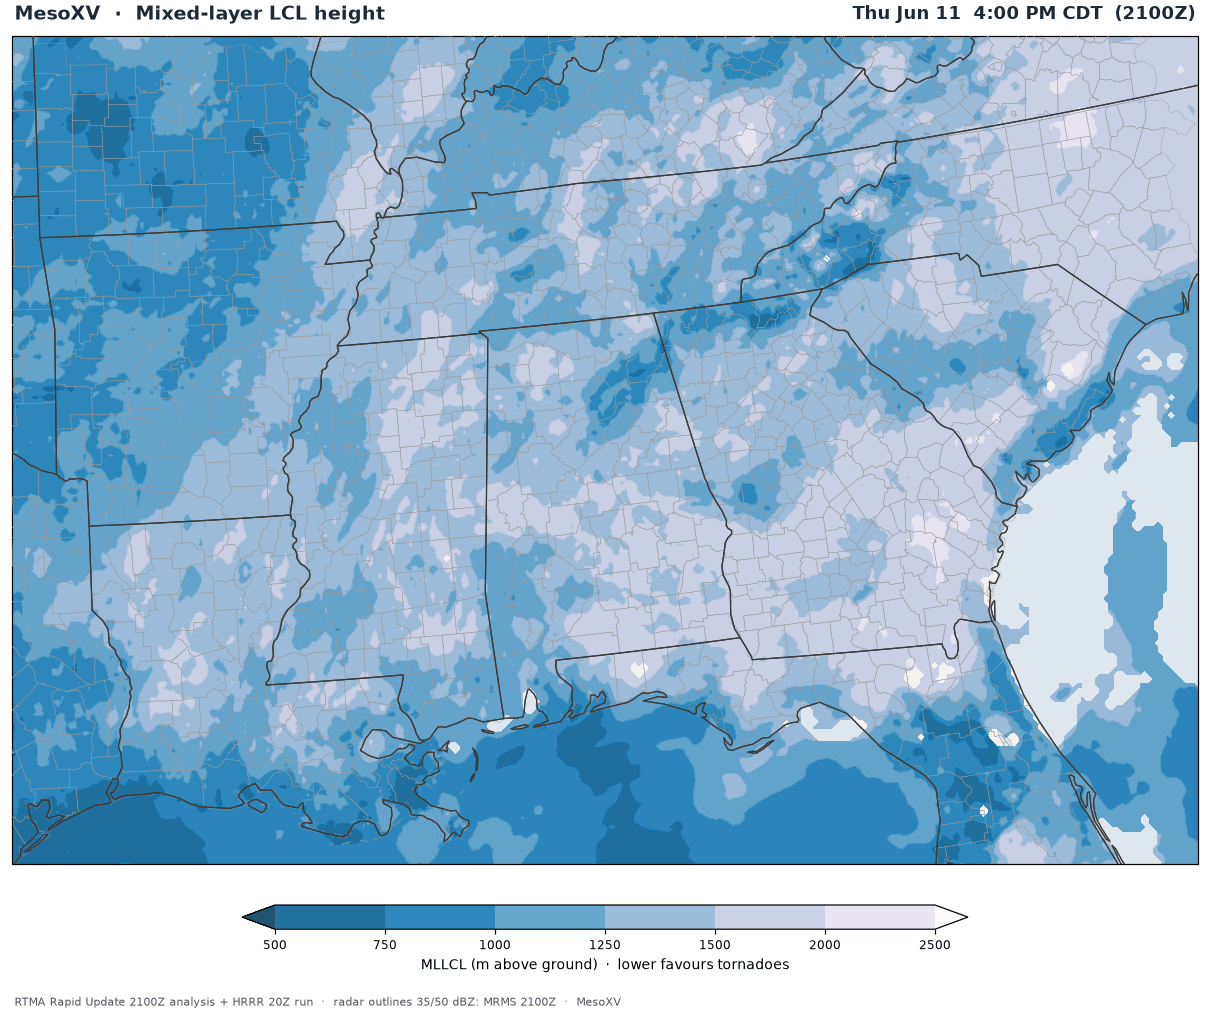 MesoXV · Mixed-layer LCL height
Thu Jun 11 4:00 PM CDT (2100Z)
500 750 1000 1250 1500 2000 2500
MLLCL (m above ground) · lower favours tornadoes
RTMA Rapid Update 2100Z analysis + HRRR 20Z run · radar outlines 35/50 dBZ: MRMS 2100Z · MesoXV